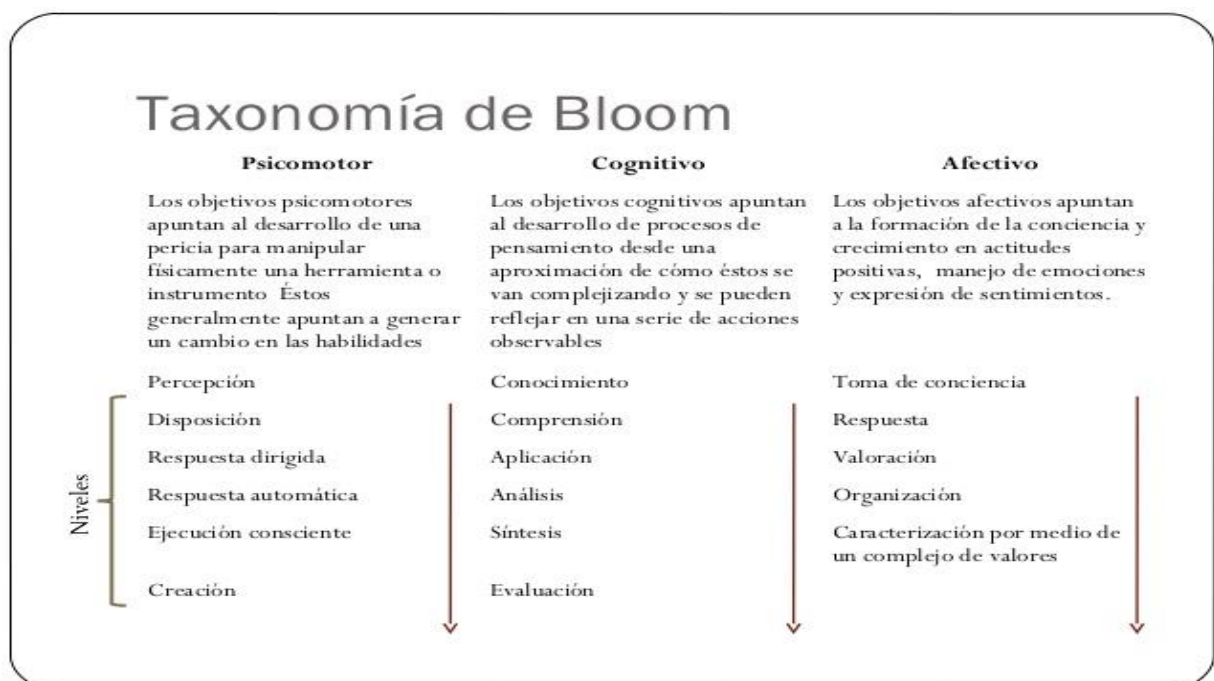 Taxonomía de Bloom
Psicomotor
Los objetivos psicomotores
apuntan al desarrollo de una
pericia para manipular
físicamente una herramienta o
instrumento Éstos
generalmente apuntan a generar
un cambio en las habilidades
Cognitivo
Los objetivos cognitivos apuntan
al desarrollo de procesos de
pensamiento desde una
aproximación de cómo éstos se
van complejizando y se pueden
reflejar en una serie de acciones
observables
Afectivo
Los objetivos afectivos apuntan
a la formación de la conciencia y
crecimiento en actitudes
positivas, manejo de emociones
y expresión de sentimientos.
Niveles
Percepción
Disposición
Respuesta dirigida
Respuesta automática
Ejecución consciente
Creación
Conocimiento
Comprensión
Aplicación
Análisis
Síntesis
Evaluación
Toma de conciencia
Respuesta
Valoración
Organización
Caracterización por medio de
un complejo de valores